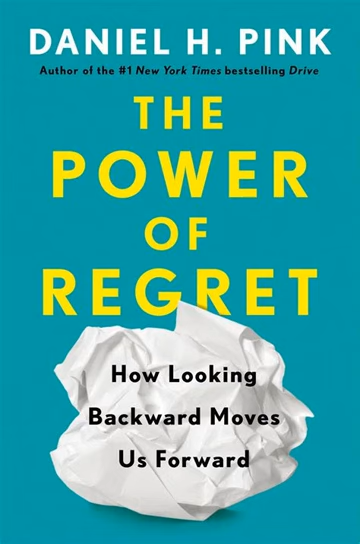 DANIEL H. PINK
Author of the #1 New York Times bestselling Drive
THE
POWER
OF
REGRET
How Looking
Backward Moves
Us Forward